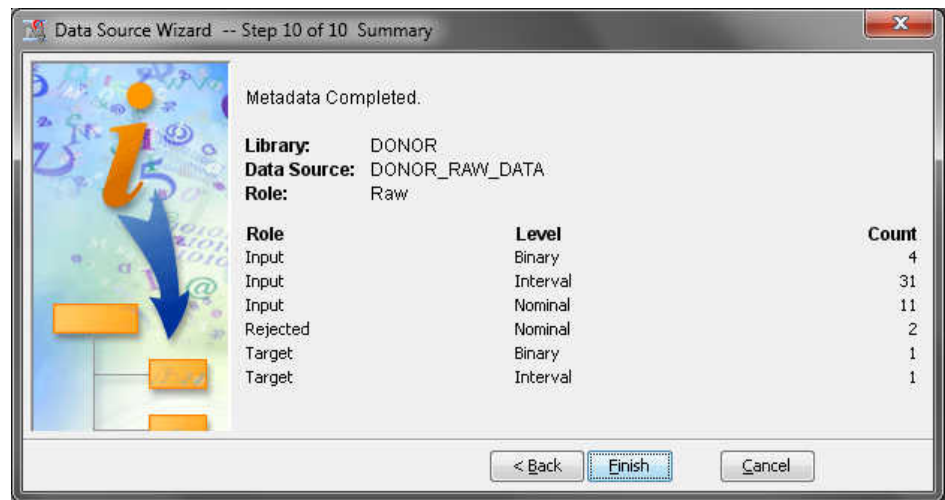 Data Source Wizard -- Step 10 of 10 Summary
Metadata Completed.
Library: DONOR
Data Source: DONOR_RAW_DATA
Role: Raw
Role Level Count
Input Binary 4
Input Interval 31
Input Nominal 11
Rejected Nominal 2
Target Binary 1
Target Interval 1
< Back Finish Cancel